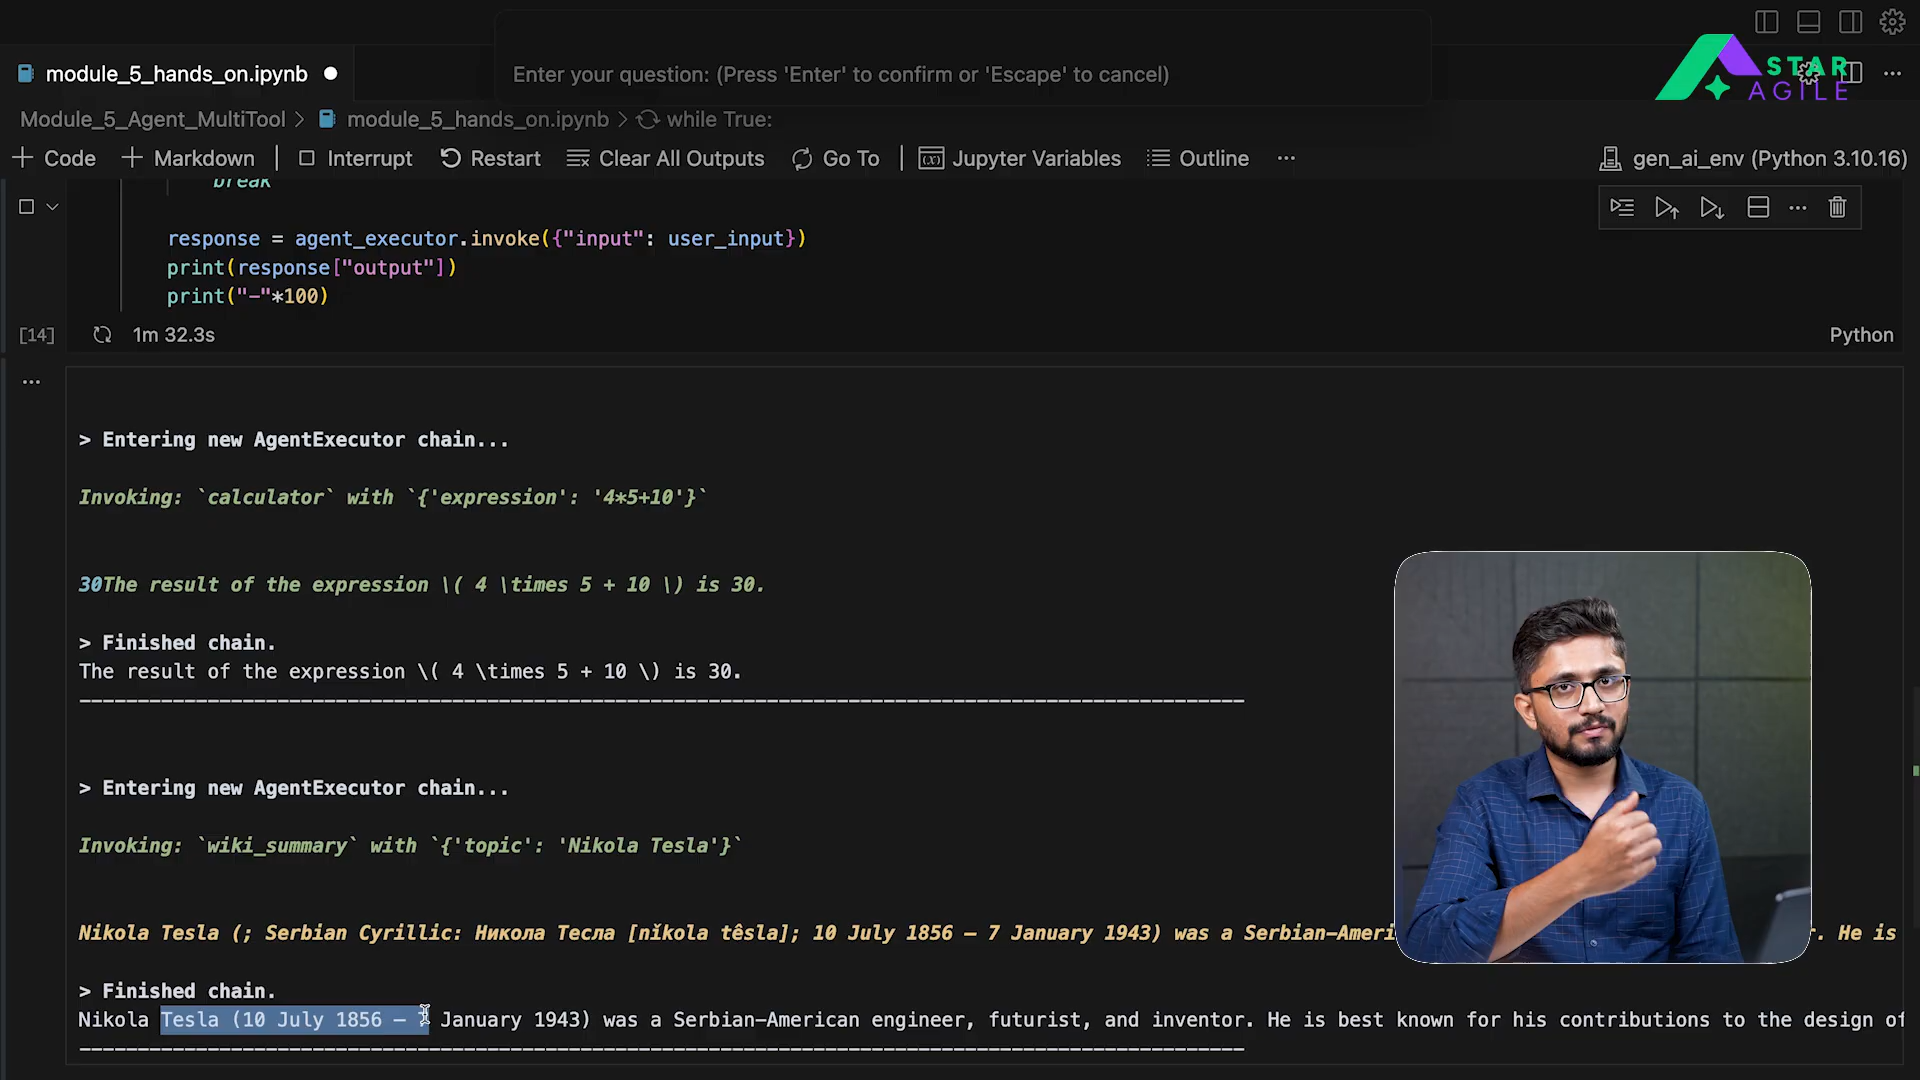 Enter your question: (Press 'Enter' to confirm or 'Escape' to cancel)
module_5_hands_on.ipynb
STAR
AGILE
Module_5_Agent_MultiTool > module_5_hands_on.ipynb > while True:
+ Code + Markdown | Interrupt Restart Clear All Outputs Go To | Jupyter Variables Outline ...
gen_ai_env (Python 3.10.16)
break
response = agent_executor.invoke({"input": user_input})
print(response["output"])
print("-"*100)
[14] 1m 32.3s Python
> Entering new AgentExecutor chain...
Invoking: `calculator` with `{'expression': '4*5+10'}`
30The result of the expression \( 4 \times 5 + 10 \) is 30.
> Finished chain.
The result of the expression \( 4 \times 5 + 10 \) is 30.
----------------------------------------------------------------------------------------------------
> Entering new AgentExecutor chain...
Invoking: `wiki_summary` with `{'topic': 'Nikola Tesla'}`
Nikola Tesla (; Serbian Cyrillic: Никола Тесла [nǐkola têsla]; 10 July 1856 – 7 January 1943) was a Serbian-Ameri . He is
> Finished chain.
Nikola Tesla (10 July 1856 – 7 January 1943) was a Serbian-American engineer, futurist, and inventor. He is best known for his contributions to the design of
----------------------------------------------------------------------------------------------------